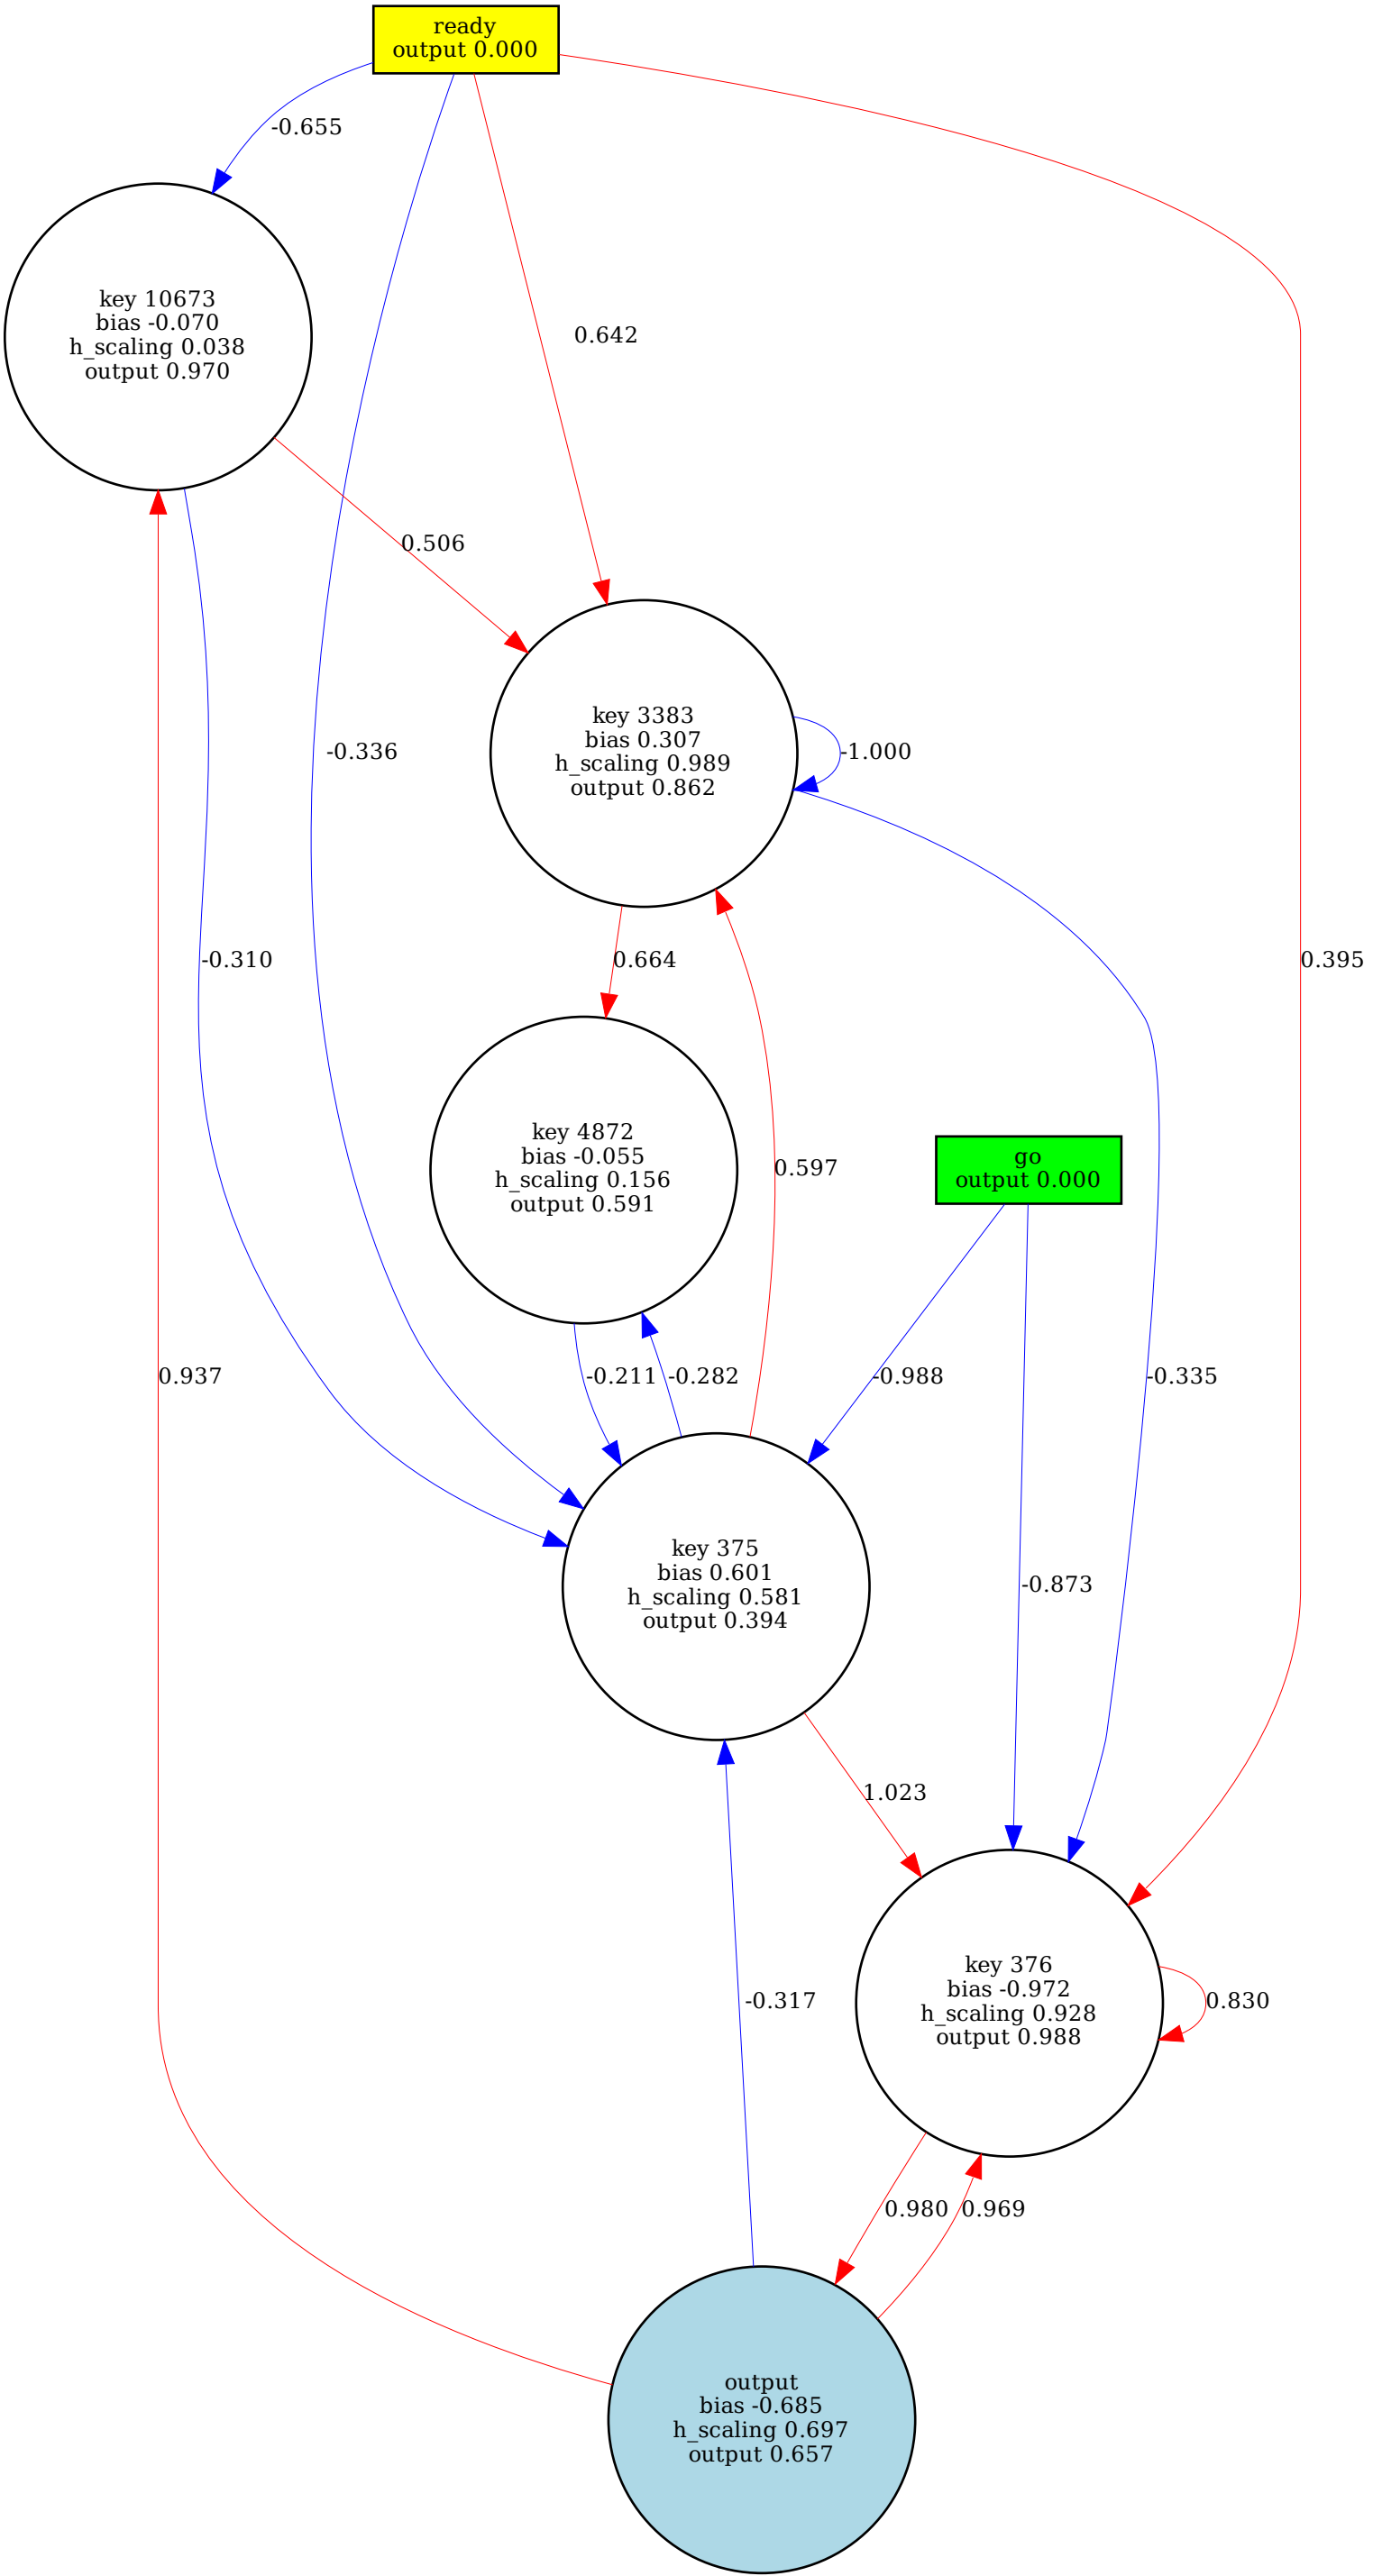 ready
output 0.000
-0.655
key 10673
bias -0.070
h_scaling 0.038
output 0.970
0.642
0.506
key 3383
bias 0.307
h_scaling 0.989
output 0.862
-1.000
-0.336
-0.310
0.664
0.395
key 4872
bias -0.055
h_scaling 0.156
output 0.591
0.597
go
output 0.000
0.937
-0.211
-0.282
-0.988
-0.335
key 375
bias 0.601
h_scaling 0.581
output 0.394
-0.873
1.023
key 376
bias -0.972
h_scaling 0.928
output 0.988
0.830
-0.317
0.980
0.969
output
bias -0.685
h_scaling 0.697
output 0.657